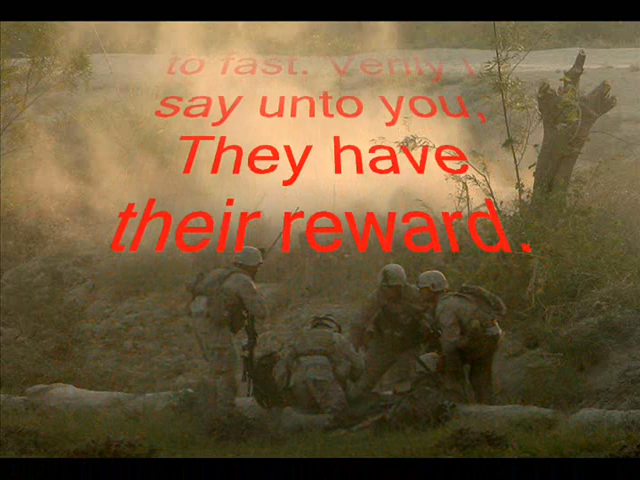 to fast. Verily I
say unto you,
They have
their reward.